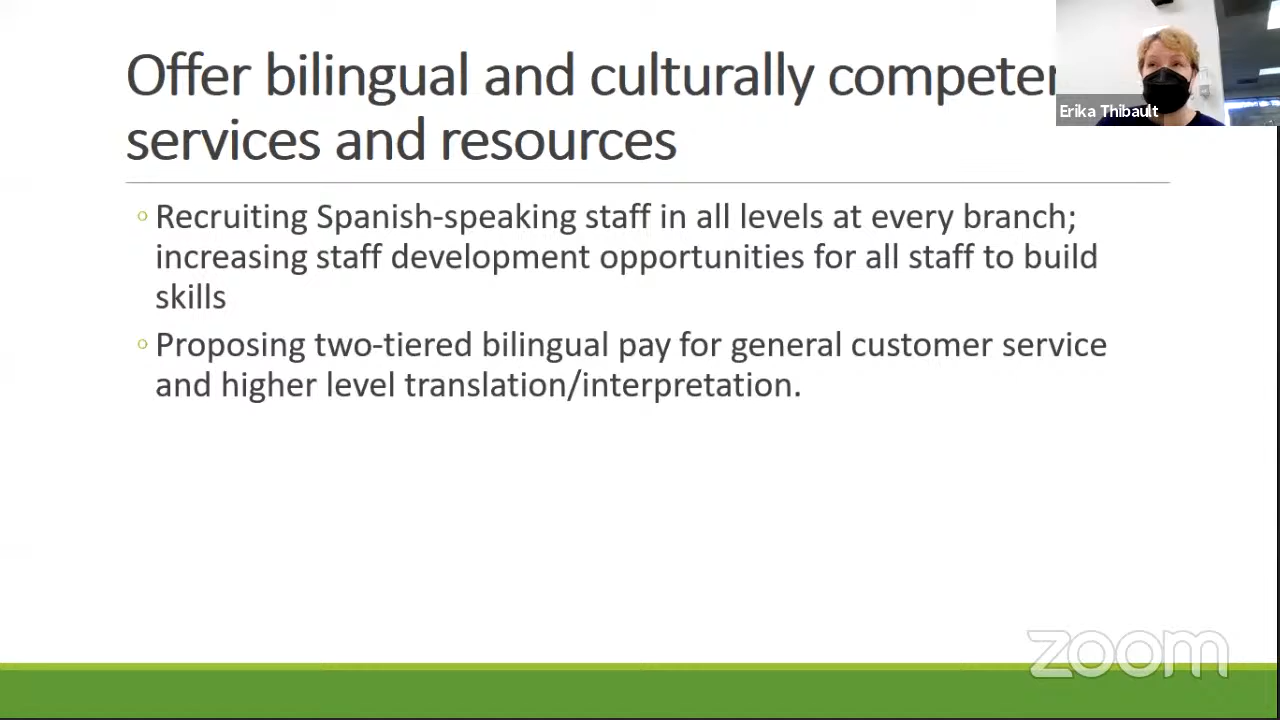 Offer bilingual and culturally
services and resources
Erika Thibault
Recruiting Spanish-speaking staff in all levels at every branch;
increasing staff development opportunities for all staff to build
skills
Proposing two-tiered bilingual pay for general customer service
and higher level translation/interpretation.
zoom